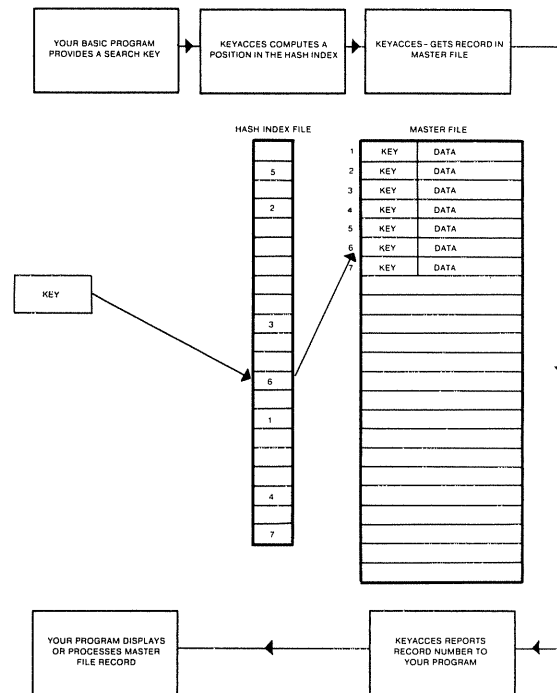 YOUR BASIC PROGRAM
PROVIDES A SEARCH KEY
KEYACCES COMPUTES A
POSITION IN THE HASH INDEX
KEYACCES - GETS RECORD IN
MASTER FILE
HASH INDEX FILE
MASTER FILE
1 KEY DATA
2 KEY DATA
3 KEY DATA
4 KEY DATA
5 KEY DATA
6 KEY DATA
7 KEY DATA
5
2
KEY
3
6
1
4
7
YOUR PROGRAM DISPLAYS
OR PROCESSES MASTER
FILE RECORD
KEYACCES REPORTS
RECORD NUMBER TO
YOUR PROGRAM